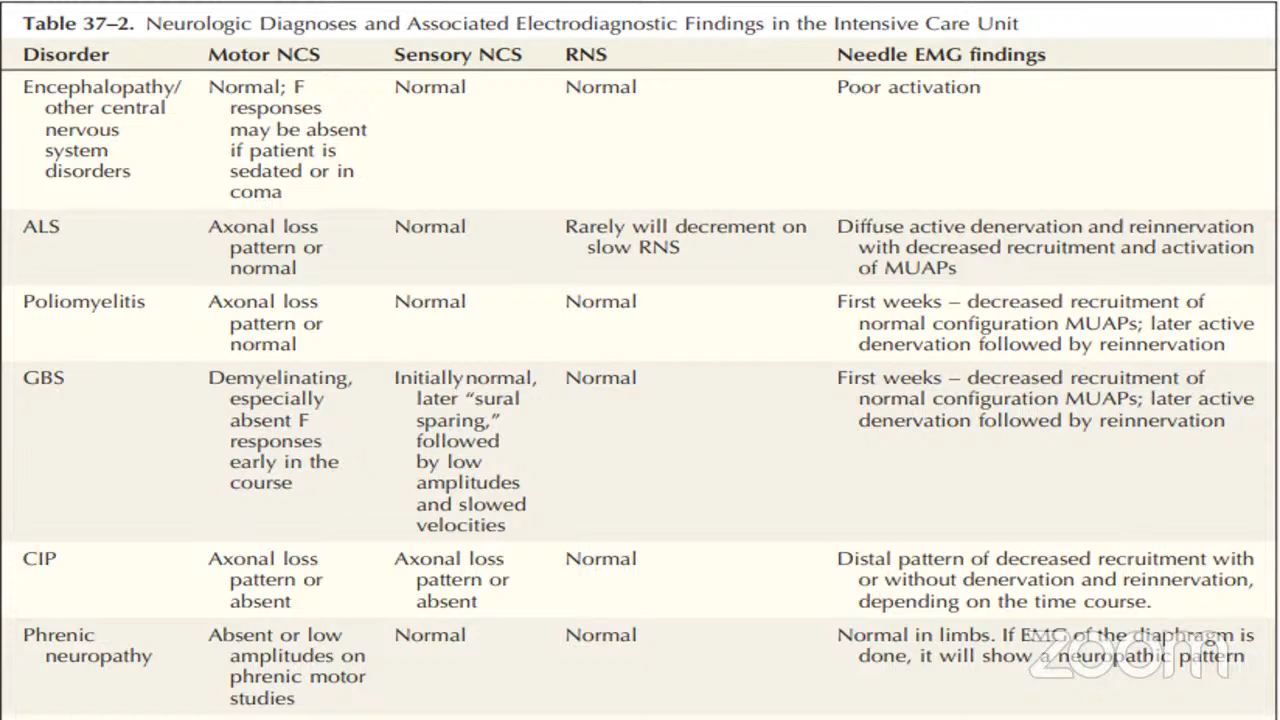 Table 37–2. Neurologic Diagnoses and Associated Electrodiagnostic Findings in the Intensive Care Unit
Disorder Motor NCS Sensory NCS RNS Needle EMG findings
Encephalopathy/ Normal; F Normal Normal Poor activation
other central responses
nervous may be absent
system if patient is
disorders sedated or in
coma
ALS Axonal loss Normal Rarely will decrement on Diffuse active denervation and reinnervation
pattern or slow RNS with decreased recruitment and activation
normal of MUAPs
Poliomyelitis Axonal loss Normal Normal First weeks – decreased recruitment of
pattern or normal configuration MUAPs; later active
normal denervation followed by reinnervation
GBS Demyelinating, Initially normal, Normal First weeks – decreased recruitment of
especially later “sural normal configuration MUAPs; later active
absent F sparing,” denervation followed by reinnervation
responses followed
early in the by low
course amplitudes
and slowed
velocities
CIP Axonal loss Axonal loss Normal Distal pattern of decreased recruitment with
pattern or pattern or or without denervation and reinnervation,
absent absent depending on the time course.
Phrenic Absent or low Normal Normal Normal in limbs. If EMG of the diaphragm is
neuropathy amplitudes on done, it will show a neuropathic pattern
phrenic motor
studies
zoom